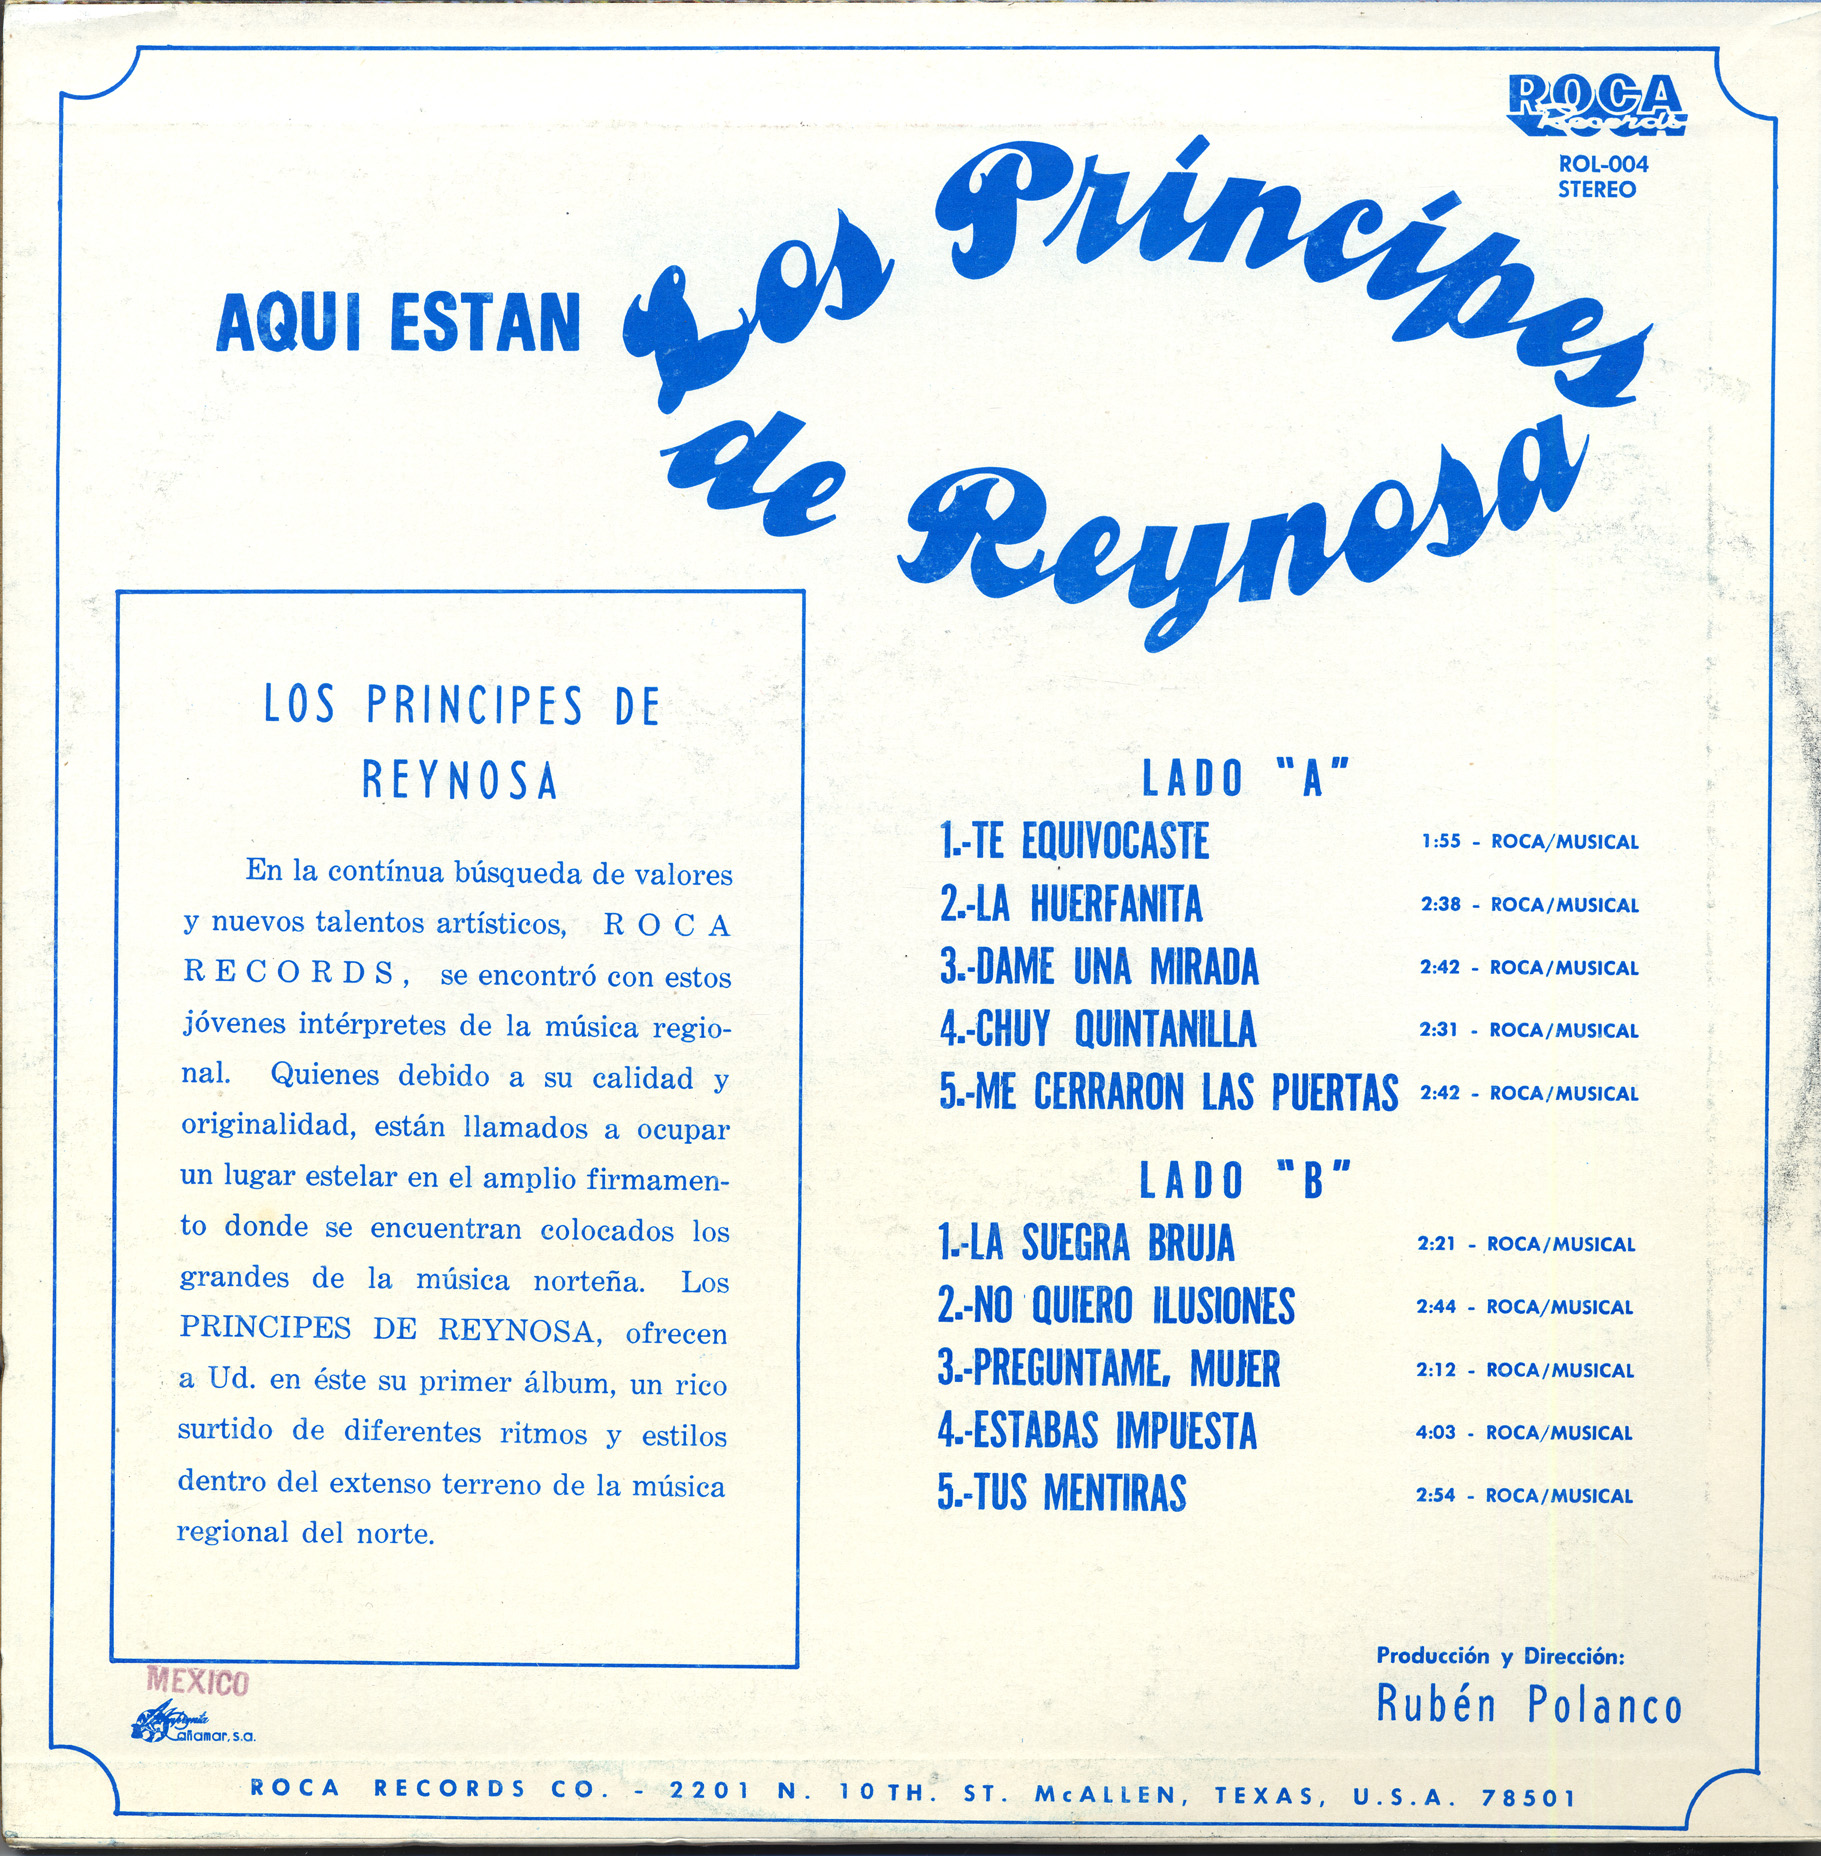 ROCA
Records
ROL-004
STEREO
AQUI ESTAN
Los Príncipes
de Reynosa
LOS PRINCIPES DE
REYNOSA
En la contínua búsqueda de valores
y nuevos talentos artísticos, ROCA
RECORDS, se encontró con estos
jóvenes intérpretes de la música regio-
nal. Quienes debido a su calidad y
originalidad, están llamados a ocupar
un lugar estelar en el amplio firmamen-
to donde se encuentran colocados los
grandes de la música norteña. Los
PRINCIPES DE REYNOSA, ofrecen
a Ud. en éste su primer álbum, un rico
surtido de diferentes ritmos y estilos
dentro del extenso terreno de la música
regional del norte.
LADO "A"
1.-TE EQUIVOCASTE 1:55 - ROCA/MUSICAL
2.-LA HUERFANITA 2:38 - ROCA/MUSICAL
3.-DAME UNA MIRADA 2:42 - ROCA/MUSICAL
4.-CHUY QUINTANILLA 2:31 - ROCA/MUSICAL
5.-ME CERRARON LAS PUERTAS 2:42 - ROCA/MUSICAL
LADO "B"
1.-LA SUEGRA BRUJA 2:21 - ROCA/MUSICAL
2.-NO QUIERO ILUSIONES 2:44 - ROCA/MUSICAL
3.-PREGUNTAME, MUJER 2:12 - ROCA/MUSICAL
4.-ESTABAS IMPUESTA 4:03 - ROCA/MUSICAL
5.-TUS MENTIRAS 2:54 - ROCA/MUSICAL
Producción y Dirección:
Rubén Polanco
MEXICO
añamar, s.a.
ROCA RECORDS CO. - 2201 N. 10TH. ST. McALLEN, TEXAS, U.S.A. 78501